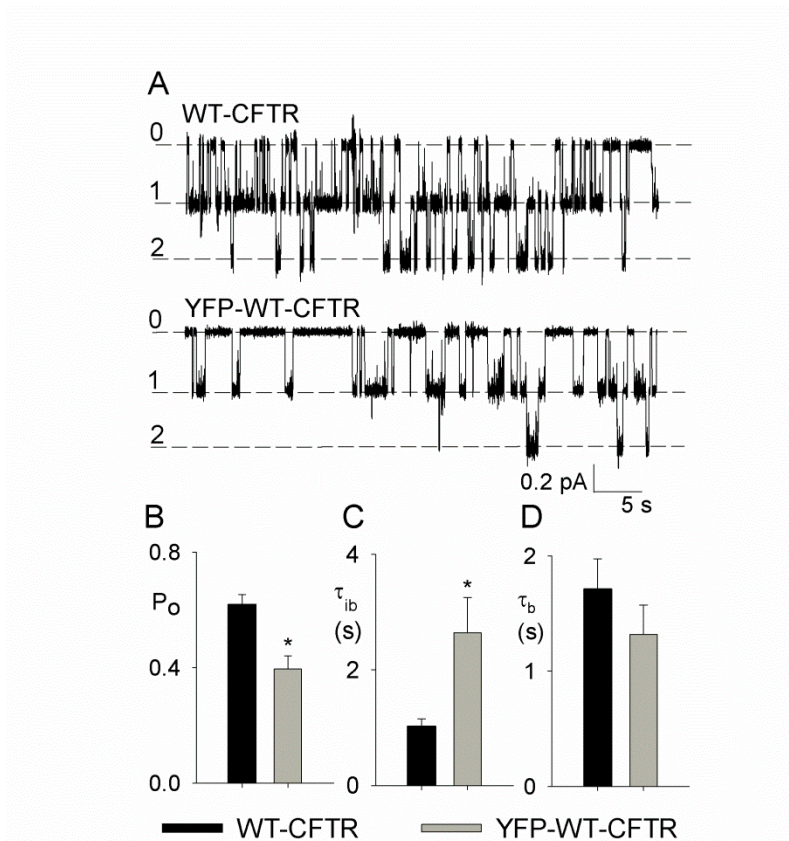 A
WT-CFTR
0
1
2
YFP-WT-CFTR
0
1
2
0.2 pA
5 s
B
C
D
0.8
Po
0.4
0.0
*
4
τib
(s)
2
0
*
2
τb
(s)
1
0
WT-CFTR
YFP-WT-CFTR